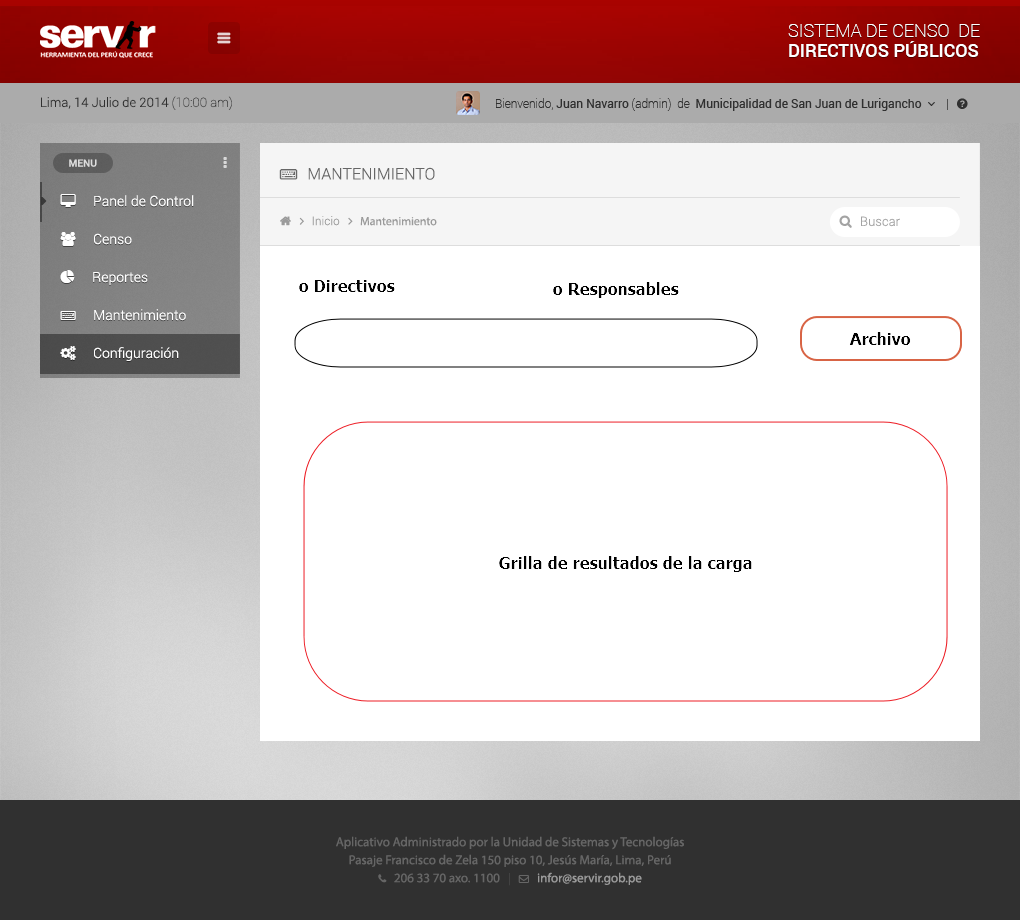 servir
HERRAMIENTA DEL PERÚ QUE CRECE
SISTEMA DE CENSO DE
DIRECTIVOS PÚBLICOS
Lima, 14 Julio de 2014 (10:00 am)
Bienvenido, Juan Navarro (admin) de Municipalidad de San Juan de Lurigancho |
MENU
Panel de Control
Censo
Reportes
Mantenimiento
Configuración
MANTENIMIENTO
Inicio > Mantenimiento
Buscar
o Directivos
o Responsables
Archivo
Grilla de resultados de la carga
Aplicativo Administrado por la Unidad de Sistemas y Tecnologías
Pasaje Francisco de Zela 150 piso 10, Jesús María, Lima, Perú
206 33 70 axo. 1100 | infor@servir.gob.pe